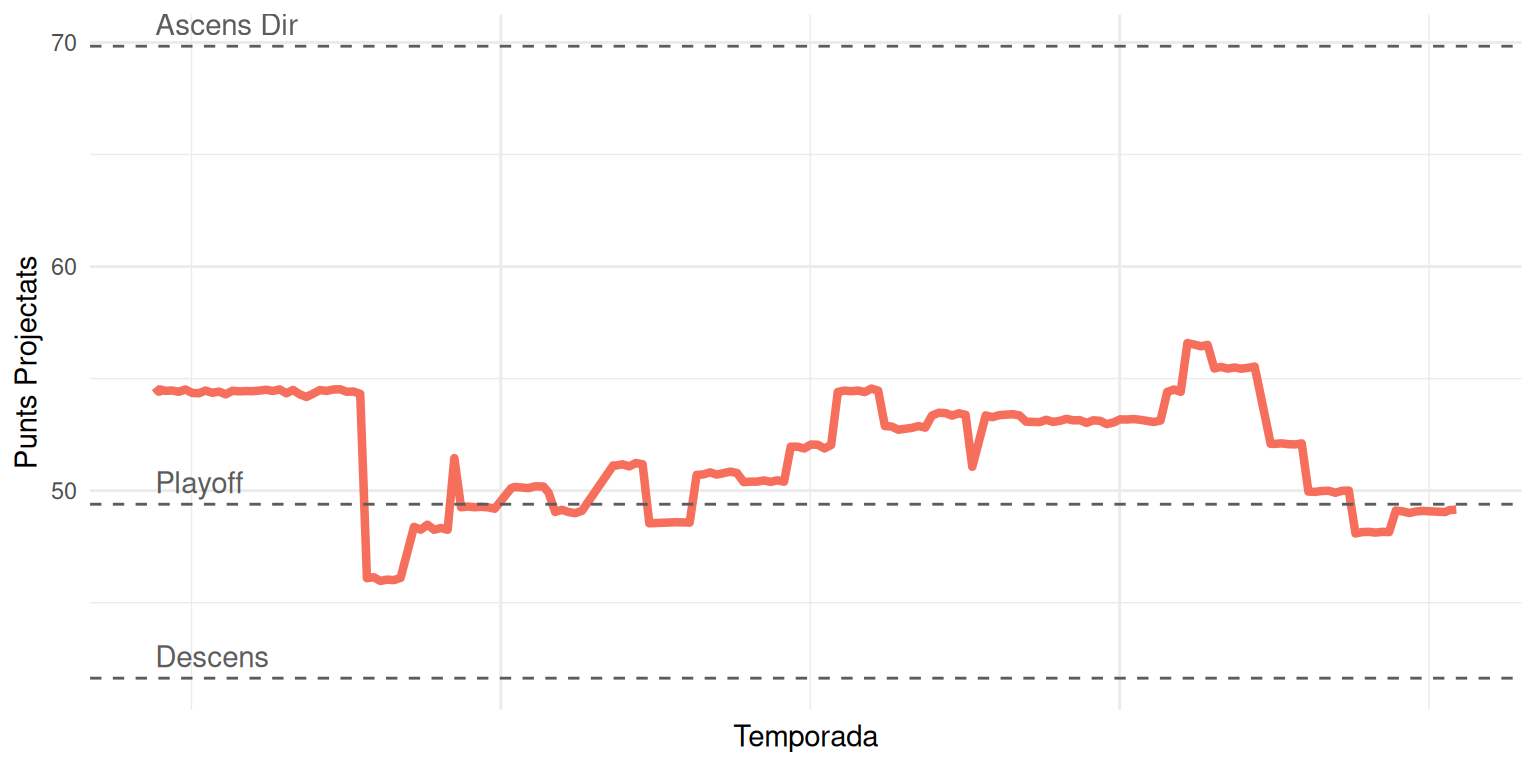 Ascens Dir
70
60
Punts Projectats
Playoff
50
Descens
Temporada